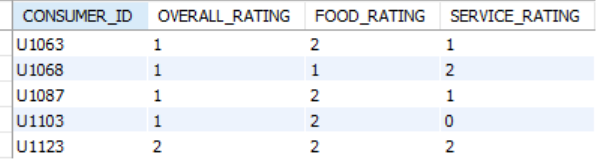 CONSUMER_ID OVERALL_RATING FOOD_RATING SERVICE_RATING
U1063 1 2 1
U1068 1 1 2
U1087 1 2 1
U1103 1 2 0
U1123 2 2 2